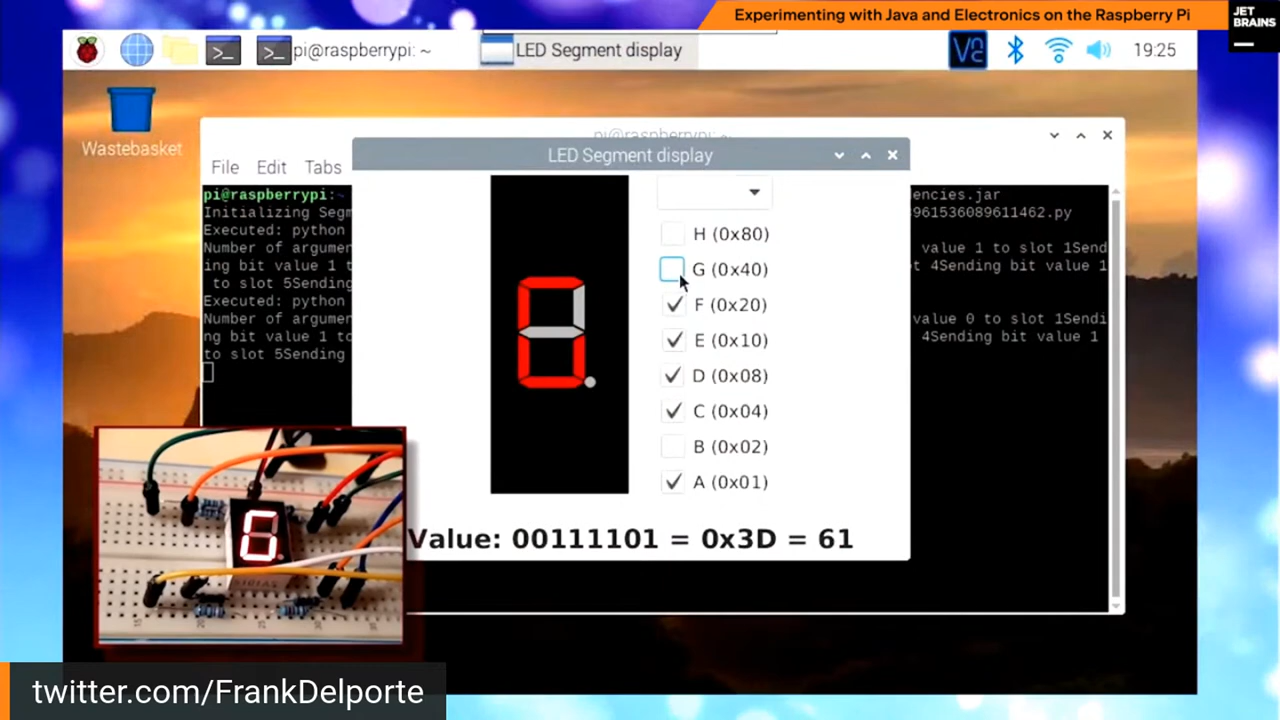 Experimenting with Java and Electronics on the Raspberry Pi
JET
BRAINS
pi@raspberrypi: ~
LED Segment display
19:25
Wastebasket
pi@raspberrypi: ~
File Edit Tabs
LED Segment display
pi@raspberrypi:~
Initializing Segm
Executed: python
Number of argumen
ing bit value 1 t
to slot 5Sending
Executed: python
Number of argumen
ng bit value 1 to
to slot 5Sending
encies.jar
961536089611462.py
value 1 to slot 1Send
t 4Sending bit value 1
value 0 to slot 1Sendi
4Sending bit value 1
H (0x80)
G (0x40)
F (0x20)
E (0x10)
D (0x08)
C (0x04)
B (0x02)
A (0x01)
Value: 00111101 = 0x3D = 61
twitter.com/FrankDelporte